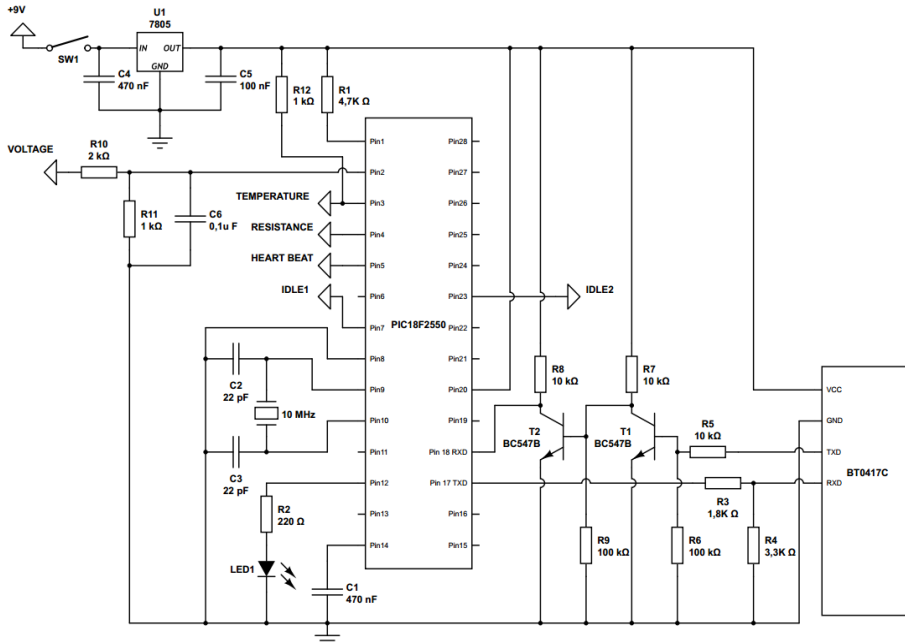 +9V
U1
7805
IN
OUT
GND
SW1
C4
470 nF
C5
100 nF
R12
1 kΩ
R1
4,7K Ω
VOLTAGE
R10
2 kΩ
R11
1 kΩ
C6
0,1u F
TEMPERATURE
RESISTANCE
HEART BEAT
IDLE1
Pin1
Pin2
Pin3
Pin4
Pin5
Pin6
Pin7
Pin8
Pin9
Pin10
Pin11
Pin12
Pin13
Pin14
PIC18F2550
Pin28
Pin27
Pin26
Pin25
Pin24
Pin23
Pin22
Pin21
Pin20
Pin19
Pin 18 RXD
Pin 17 TXD
Pin16
Pin15
IDLE2
C2
22 pF
10 MHz
C3
22 pF
R2
220 Ω
LED1
C1
470 nF
R8
10 kΩ
R7
10 kΩ
T2
BC547B
T1
BC547B
R5
10 kΩ
R3
1,8K Ω
R9
100 kΩ
R6
100 kΩ
R4
3,3K Ω
VCC
GND
TXD
RXD
BT0417C